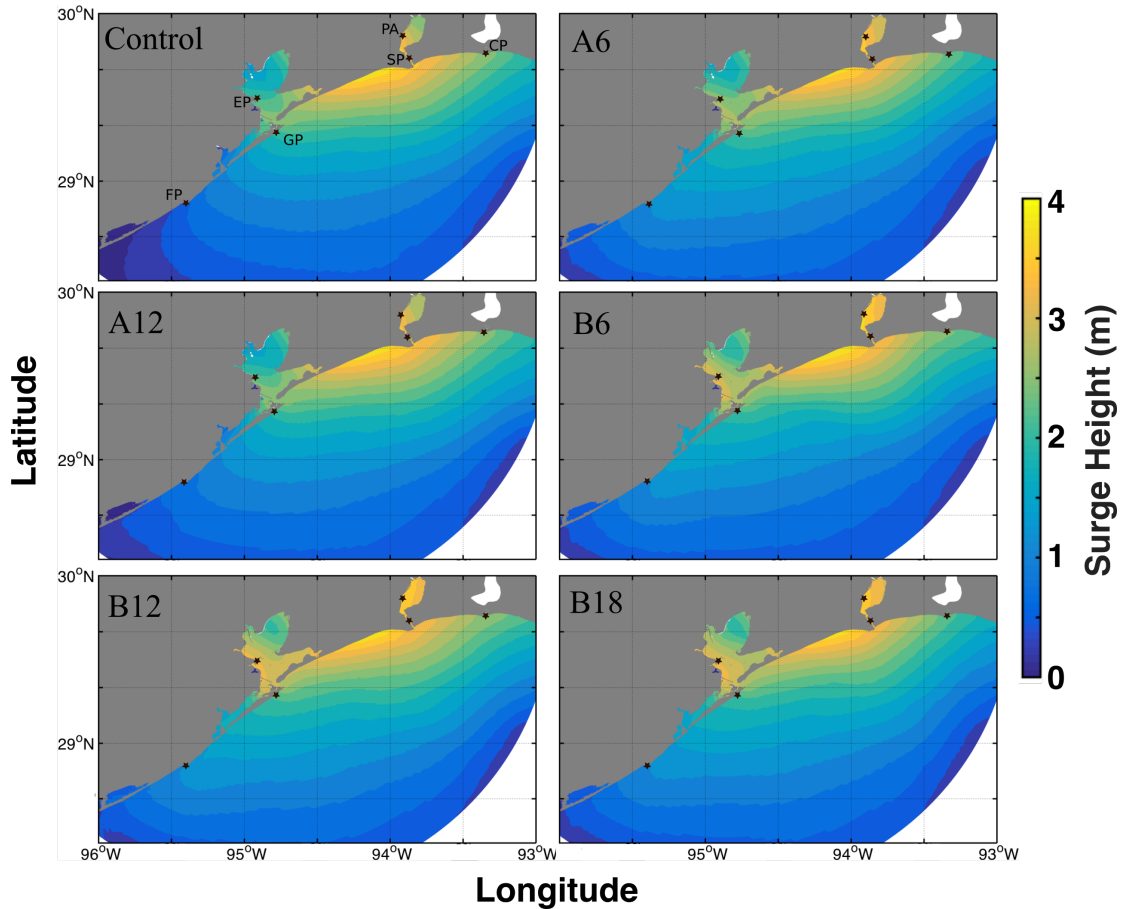 30°N
Control
PA
SP
CP
EP
GP
29°N
FP
A6
30°N
A12
29°N
B6
30°N
B12
29°N
B18
96°W
95°W
94°W
93°W
95°W
94°W
93°W
Latitude
Longitude
4
3
2
1
0
Surge Height (m)